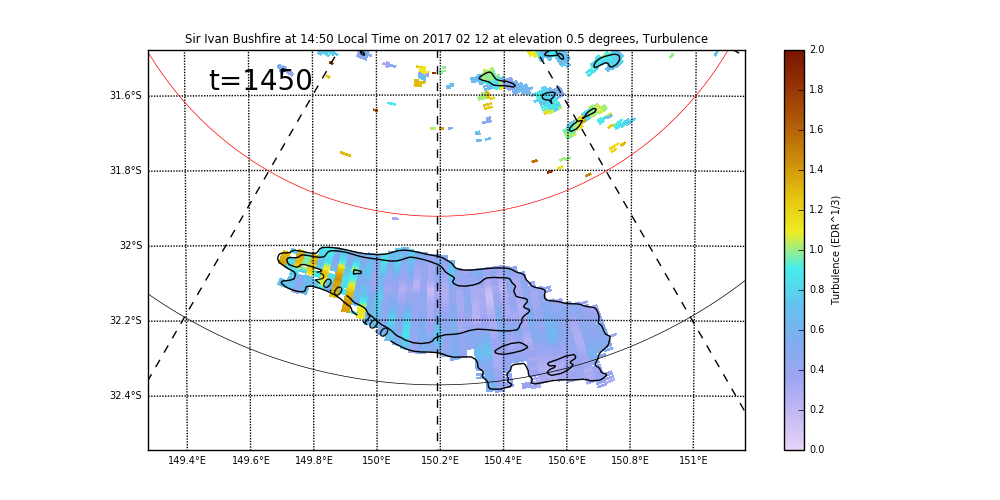 Sir Ivan Bushfire at 14:50 Local Time on 2017 02 12 at elevation 0.5 degrees, Turbulence
t=1450
31.6°S
31.8°S
32°S
32.2°S
32.4°S
149.4°E 149.6°E 149.8°E 150°E 150.2°E 150.4°E 150.6°E 150.8°E 151°E
10.0
2.0
1.8
1.6
1.4
1.2
1.0
0.8
0.6
0.4
0.2
0.0
Turbulence (EDR^1/3)